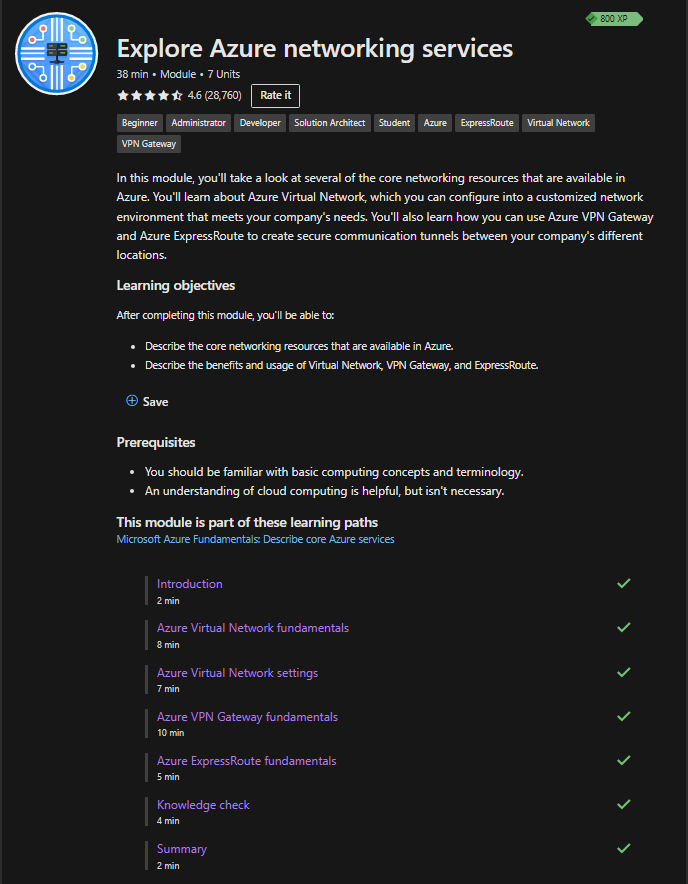 800 XP
Explore Azure networking services
38 min • Module • 7 Units
4.6 (28,760) Rate it
Beginner Administrator Developer Solution Architect Student Azure ExpressRoute Virtual Network
VPN Gateway
In this module, you'll take a look at several of the core networking resources that are available in
Azure. You'll learn about Azure Virtual Network, which you can configure into a customized network
environment that meets your company's needs. You'll also learn how you can use Azure VPN Gateway
and Azure ExpressRoute to create secure communication tunnels between your company's different
locations.
Learning objectives
After completing this module, you'll be able to:
• Describe the core networking resources that are available in Azure.
• Describe the benefits and usage of Virtual Network, VPN Gateway, and ExpressRoute.
Save
Prerequisites
• You should be familiar with basic computing concepts and terminology.
• An understanding of cloud computing is helpful, but isn't necessary.
This module is part of these learning paths
Microsoft Azure Fundamentals: Describe core Azure services
Introduction
2 min
Azure Virtual Network fundamentals
8 min
Azure Virtual Network settings
7 min
Azure VPN Gateway fundamentals
10 min
Azure ExpressRoute fundamentals
5 min
Knowledge check
4 min
Summary
2 min